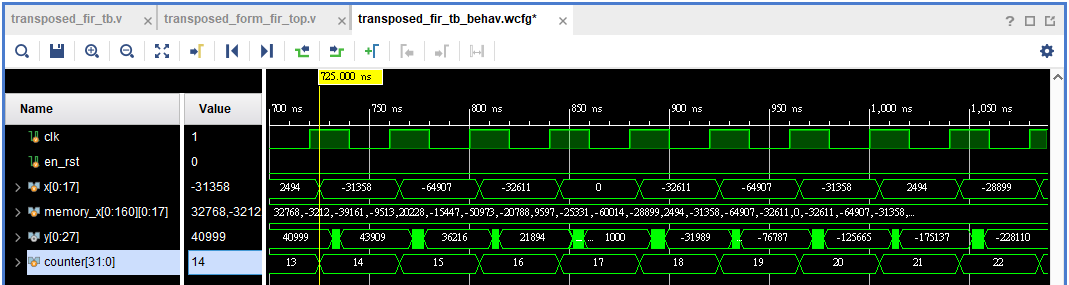 transposed_fir_tb.v × transposed_form_fir_top.v × transposed_fir_tb_behav.wcfg* × ?
725.000 ns
Name Value 700 ns 750 ns 800 ns 850 ns 900 ns 950 ns 1,000 ns 1,050 ns
clk 1
en_rst 0
x[0:17] -31358 2494 -31358 -64907 -32611 0 -32611 -64907 -31358 2494 -28899
memory_x[0:160][0:17] 32768,-3212 32768,-3212,-39161,-9513,20228,-15447,-50973,-20788,9597,-25331,-60014,-28899,2494,-31358,-64907,-32611,0,-32611,-64907,-31358,...
y[0:27] 40999 40999 43909 36216 21894 ... ... 1000 -31989 -76787 -125665 -175137 -228110
counter[31:0] 14 13 14 15 16 17 18 19 20 21 22